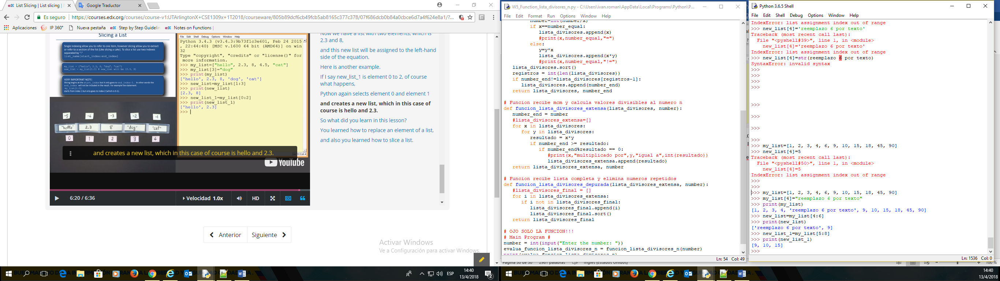 List Slicing | List slicing |
Google Traductor
Es seguro
https://courses.edx.org/courses/course-v1:UTArlingtonX+CSE1309x+1T2018/courseware/805b89dcf6cb49fcb5ab8165c377c378/07f686dcb0b84a0cbce6d7a4f624e8a1/?...
Aplicaciones
IP 360°
Nueva pestaña
Step by Step Guidelin
Notes on Functions |
Slicing a List
Single indexing allow you to refer to one item, however slicing allow you to extract
or refer to a section of the list (Like slicing a cake). To slice a list use two indexes
separated by ":"
list_name[start_index:end_index]
my_list = ["hello", 2.3, 8, "dog", "cat"]
new_list = my_list[1:3] # new_list will be [2.3, 8]
VERY IMPORTANT NOTE:
Slicing begins at the start_index but it only goes to end_index-1. In other words the
end_index will not be included in the result. For example the statement:
my_list[1:3]
starts from index 1 but only goes to index 2 (which is 3-1).
-5 -4 -3 -2 -1
"hello" 2.3 8 "dog" "cat"
0 1 2 3 4
File Edit Shell Debug Options Window Help
Python 3.4.3 (v3.4.3:9b73f1c3e601, Feb 24 2015
, 22:44:40) [MSC v.1600 64 bit (AMD64)] on win
32
Type "copyright", "credits" or "license()" for
more information.
>>> my_list=["hello", 2.3, 8, 4.5, "cat"]
>>> my_list[3]="dog"
>>> print(my_list)
['hello', 2.3, 8, 'dog', 'cat']
>>> new_list=my_list[1:3]
>>> print(new_list)
[2.3, 8]
>>> new_list_1=my_list[0:2]
>>> print(new_list_1)
['hello', 2.3]
>>>
and creates a new list, which in this case of course is hello and 2.3.
YouTube
6:20 / 6:36
Velocidad 1.0x
HD
Now we have a list with two elements, which is
2.3 and 8,
and this new list will be assigned to the left-hand
side of the equation.
Here is another example.
If I say new_list_1 is element 0 to 2, of course
what happens,
Python again selects element 0 and element 1
and creates a new list, which in this case of
course is hello and 2.3.
So what did you learn in this lesson?
You learned how to replace an element of a list,
and also you learned how to slice a list.
Anterior
Siguiente
Activar Windows
Ve a Configuración para activar Windows.
ESP
14:40
13/4/2018
2
W5_Function_lista_divisores_n.py - C:\Users\ivan.roman\AppData\Local\Programs\Python\P...
File Edit Format Run Options Window Help
number=int(number/x)
if x==number_equal:
lista_divisores.append(x)
#print(x,number_equal,"=")
else:
y=y*x
lista_divisores.append(x*y)
#print(x,number_equal,"!=")
lista_divisores.sort()
registros = int(len(lista_divisores))
if number_end!=lista_divisores[registros-1]:
lista_divisores.append(number_end)
return lista_divisores, number_end
# Funcion recibe mcm y calcula valores divisibles al numero n
def funcion_lista_divisores_extensa(lista_divisores, number):
number_end = number
#lista_divisores_extensa=[]
for x in lista_divisores:
for y in lista_divisores:
resultado = x*y
if number_end >= resultado:
if number_end%resultado == 0:
#print(x,"multiplicado por",y,"igual a",int(resultado))
lista_divisores_extensa.append(resultado)
return lista_divisores_extensa, number
# Funcion recibe lista completa y elimina numeros repetidos
def funcion_lista_divisores_depurada(lista_divisores_extensa, number):
#lista_divisores_final = []
for i in lista_divisores_extensa:
if i not in lista_divisores_final:
lista_divisores_final.append(i)
lista_divisores_final.sort()
return lista_divisores_final
# OJO SOLO LA FUNCION!!!
# Main Program #
number = int(input("Enter the number: "))
evalua_funcion_lista_divisores_n = funcion_lista_divisores_n(number)
print(evalua_funcion_lista_divisores_n)
Ln: 54 Col: 49
Página 30 de 30
2981 palabras
Inglés (Estados Unidos)
100 %
Python 3.6.5 Shell
File Edit Shell Debug Options Window Help
IndexError: list assignment index out of range
>>> new_list[4]='reemplazo 6 por texto'
Traceback (most recent call last):
File "<pyshell#39>", line 1, in <module>
new_list[4]='reemplazo 6 por texto'
IndexError: list assignment index out of range
>>> new_list[4]=str(reemplazo 6 por texto)
SyntaxError: invalid syntax
>>>
>>>
>>>
>>>
>>>
>>>
>>>
>>>
>>> my_list=[1, 2, 3, 4, 6, 9, 10, 15, 18, 45, 90]
>>> new_list[4]=5
Traceback (most recent call last):
File "<pyshell#50>", line 1, in <module>
new_list[4]=5
IndexError: list assignment index out of range
>>>
>>>
>>> my_list=[1, 2, 3, 4, 6, 9, 10, 15, 18, 45, 90]
>>> my_list[4]="reemplazo 6 por texto"
>>> print(my_list)
[1, 2, 3, 4, 'reemplazo 6 por texto', 9, 10, 15, 18, 45, 90]
>>> new_list=my_list[4:6]
>>> print(new_list)
['reemplazo 6 por texto', 9]
>>> new_list_1=my_list[5:8]
>>> print(new_list_1)
[9, 10, 15]
>>>
Ln: 1536 Col: 0
14:40
13/4/2018